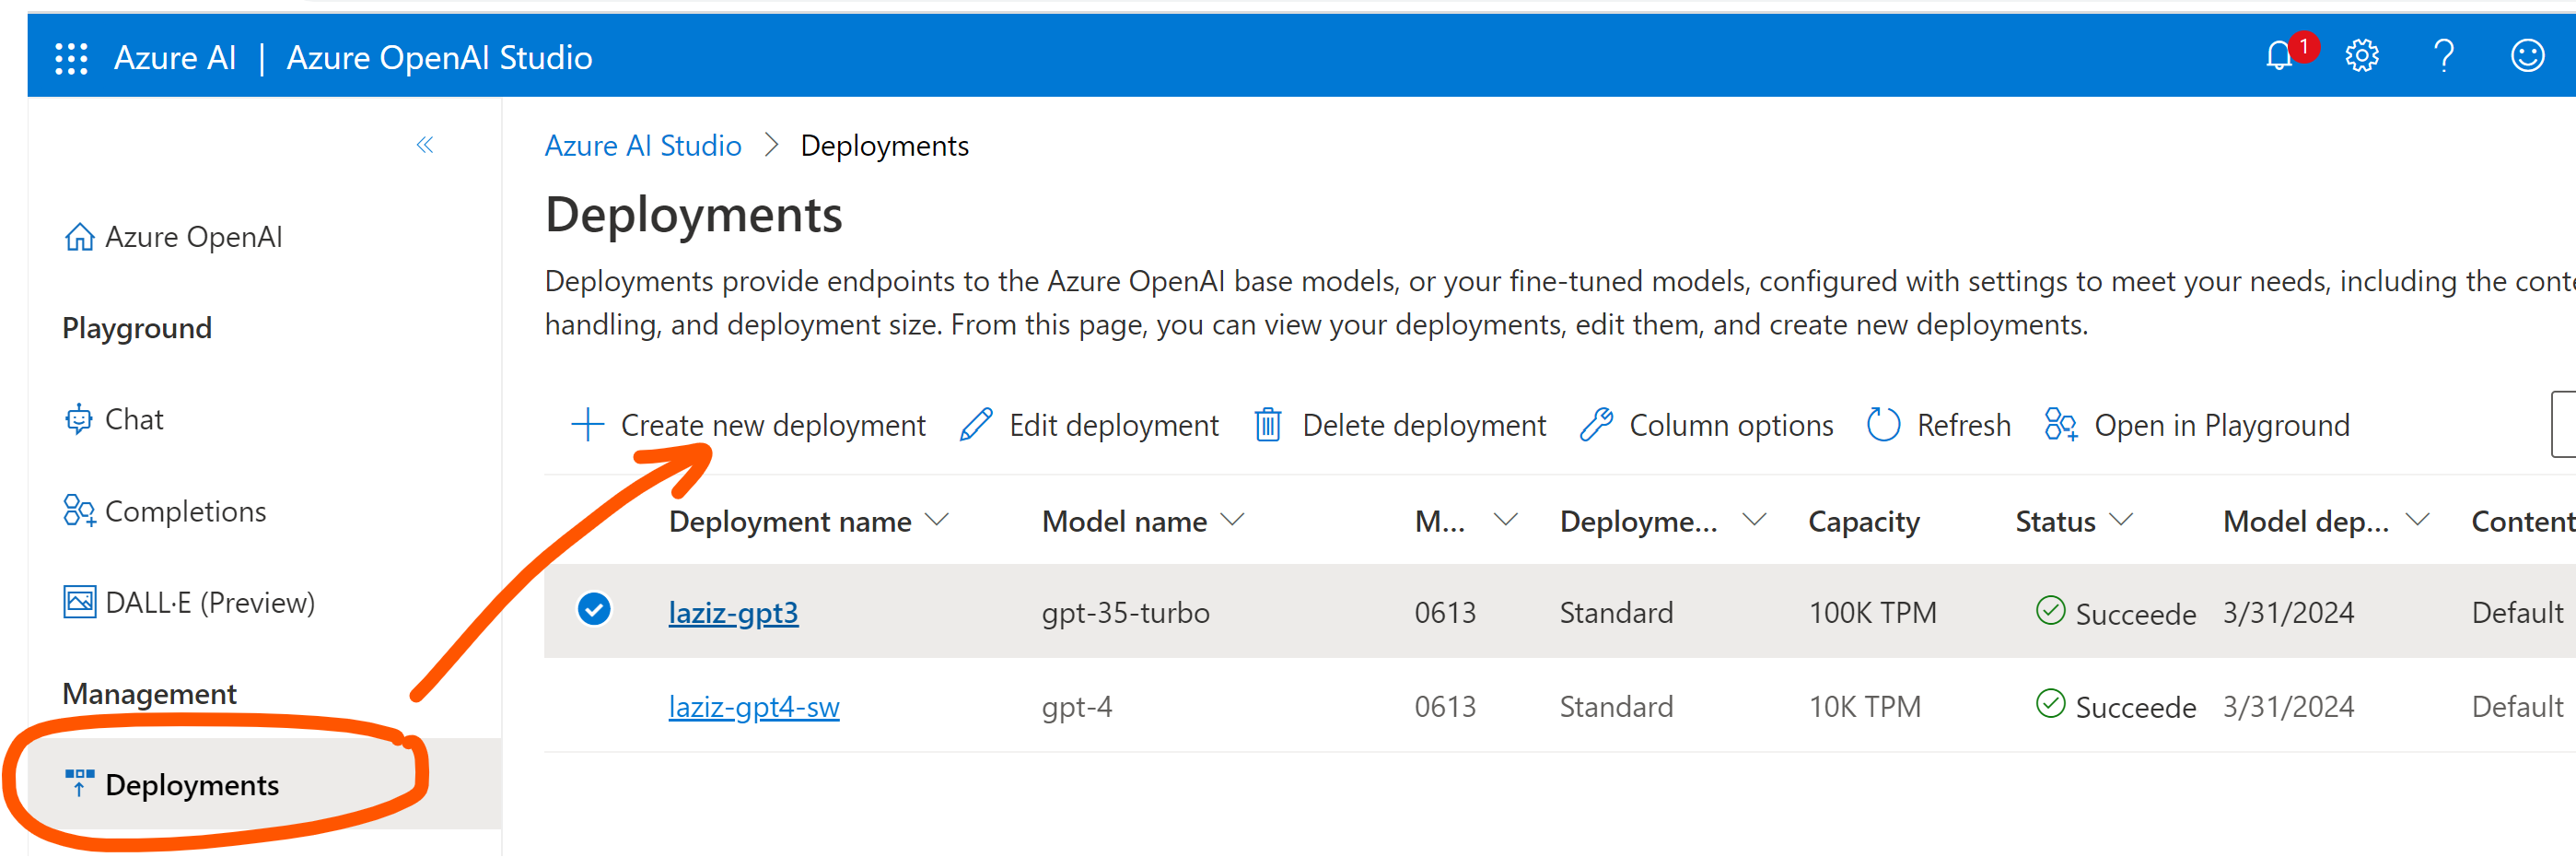 Azure AI | Azure OpenAI Studio
1
Azure AI Studio > Deployments
Azure OpenAI
Playground
Chat
Completions
DALL·E (Preview)
Management
Deployments
Deployments
Deployments provide endpoints to the Azure OpenAI base models, or your fine-tuned models, configured with settings to meet your needs, including the conte
handling, and deployment size. From this page, you can view your deployments, edit them, and create new deployments.
Create new deployment Edit deployment Delete deployment Column options Refresh Open in Playground
Deployment name Model name M... Deployme... Capacity Status Model dep... Content
laziz-gpt3 gpt-35-turbo 0613 Standard 100K TPM Succeede 3/31/2024 Default
laziz-gpt4-sw gpt-4 0613 Standard 10K TPM Succeede 3/31/2024 Default